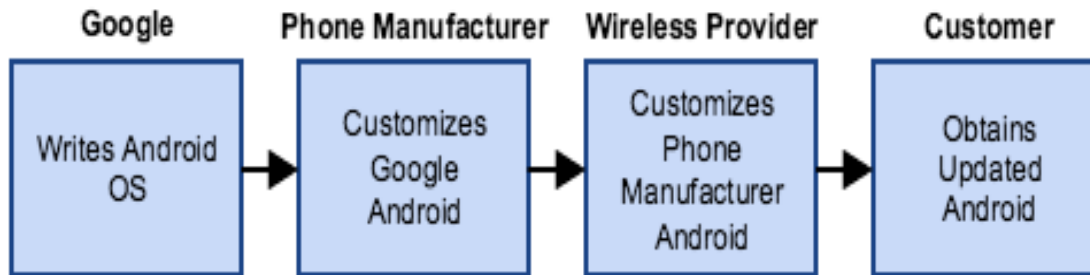 Google
Phone Manufacturer
Wireless Provider
Customer
Writes Android
OS
Customizes
Google
Android
Customizes
Phone
Manufacturer
Android
Obtains
Updated
Android